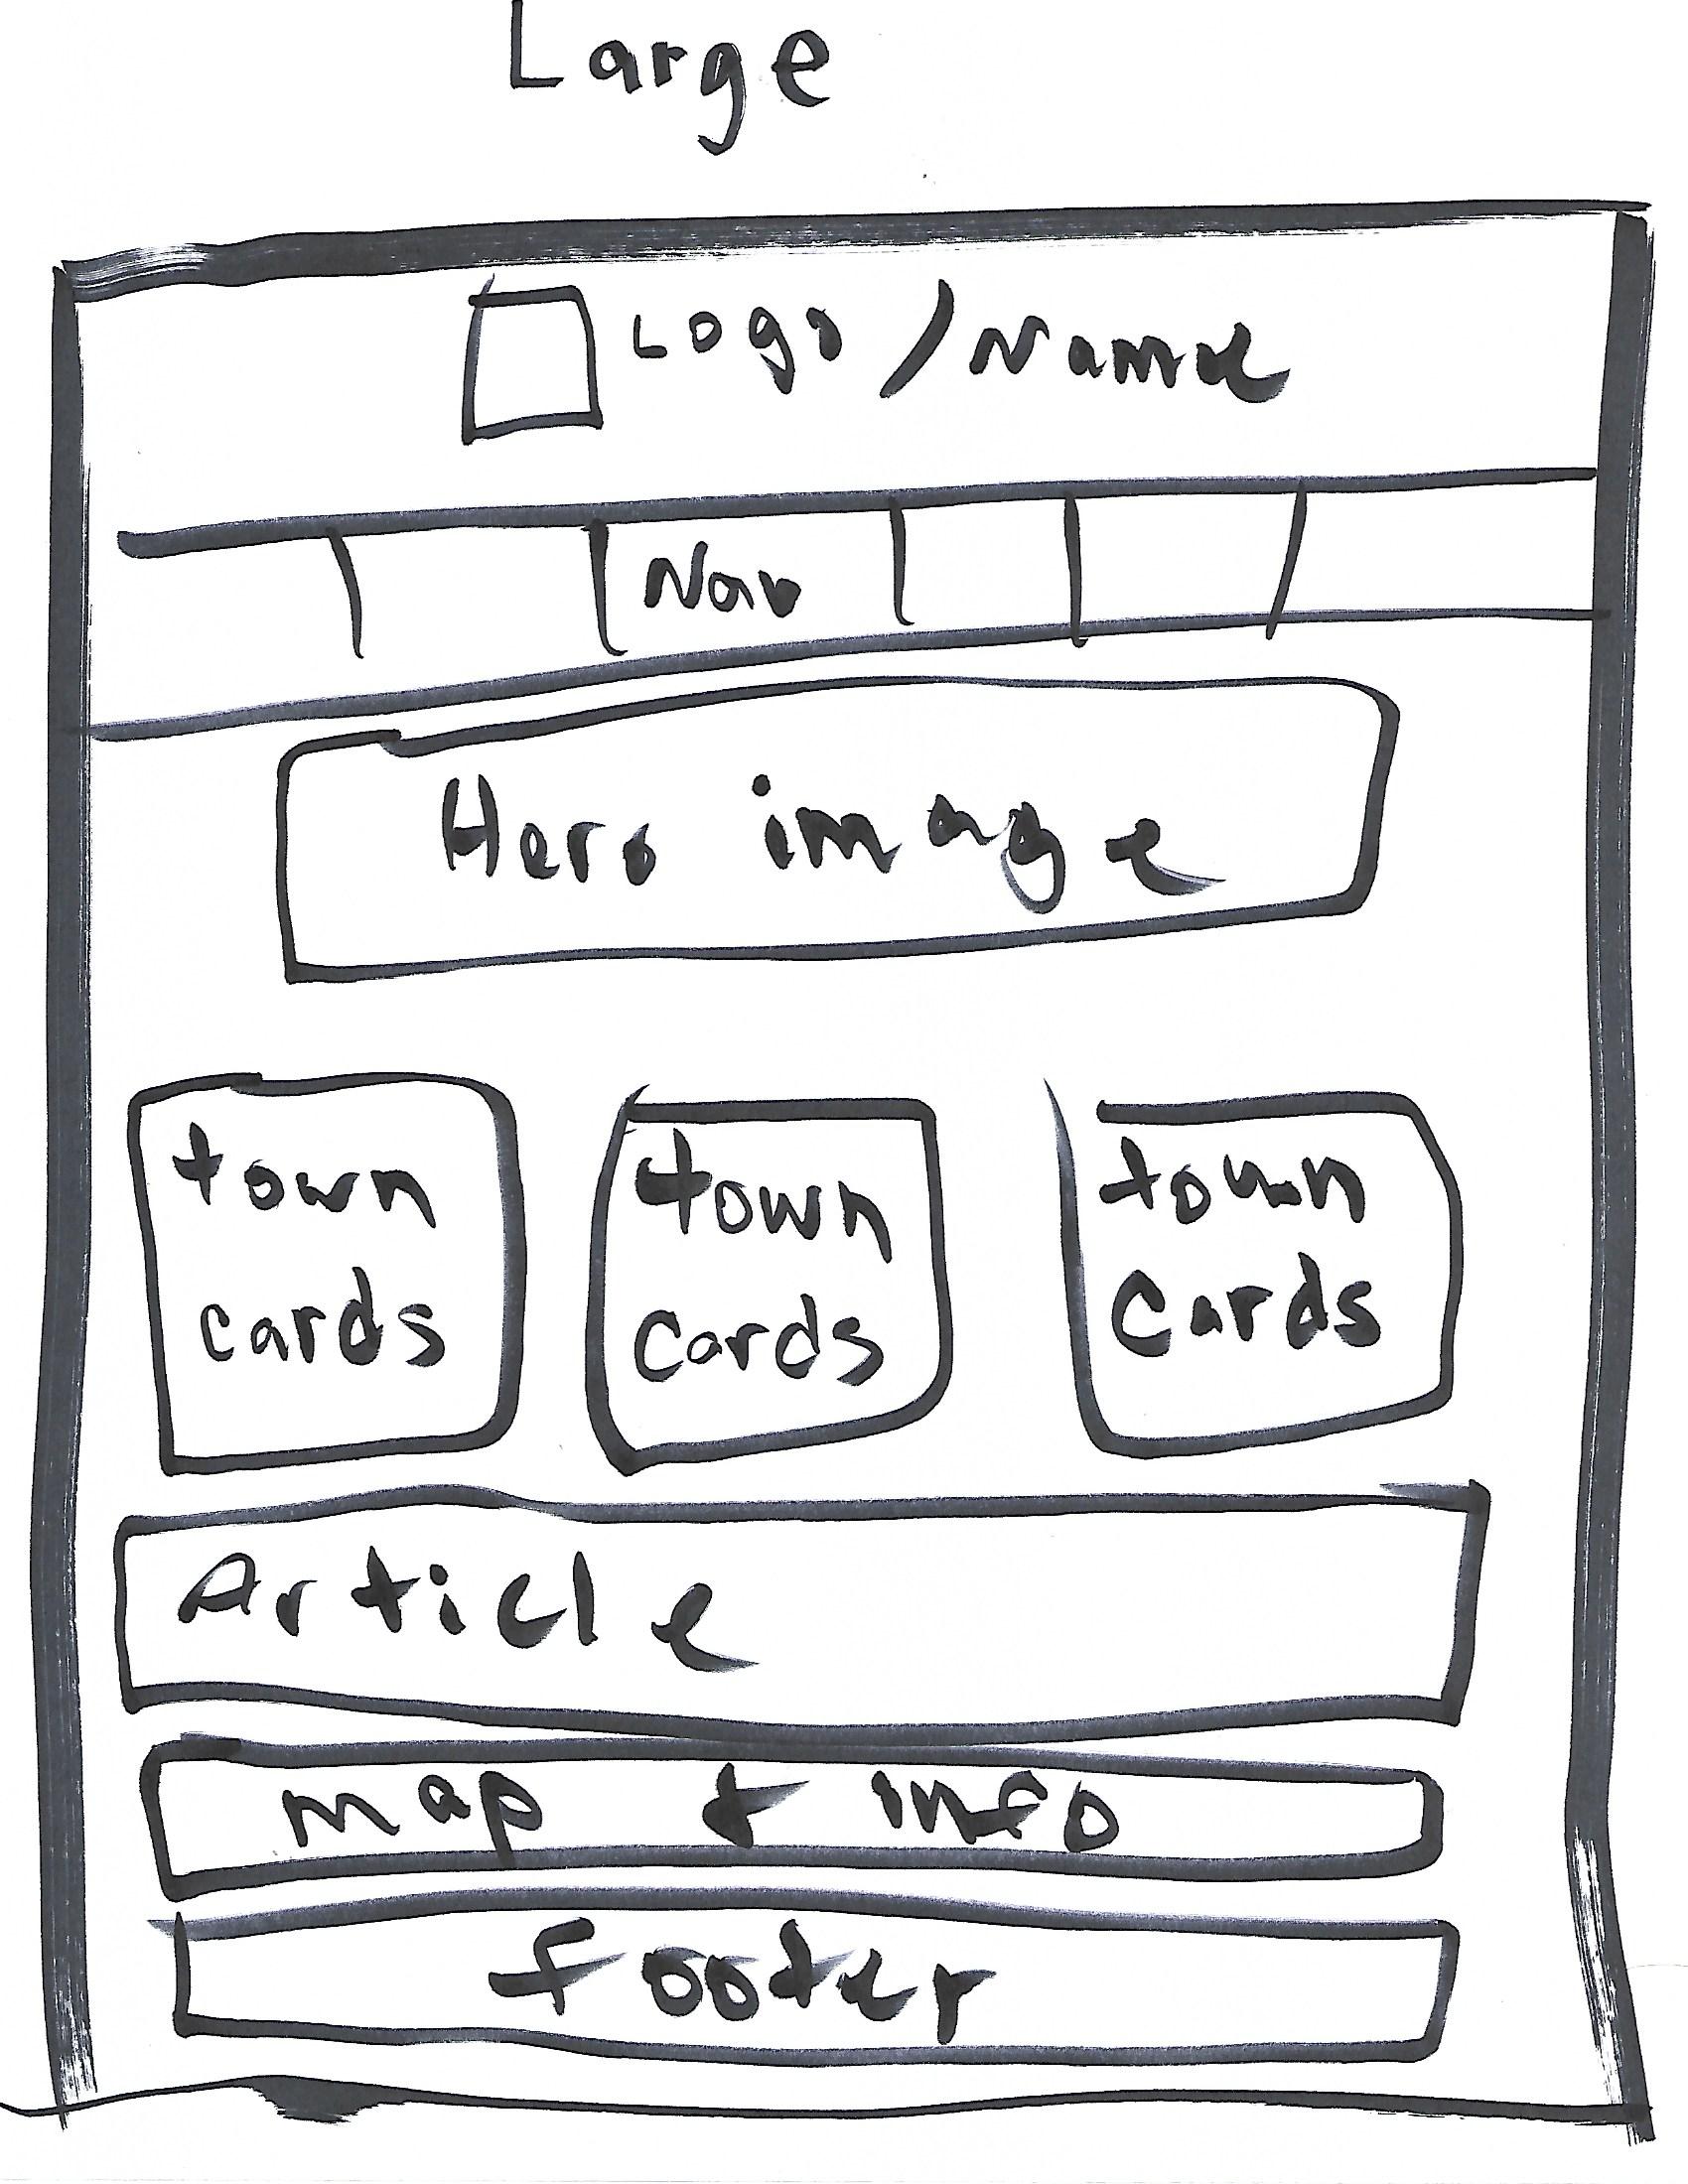 Large
Logo / Name
Nav
Hero image
town town town
cards cards cards
Article
map + info
footer